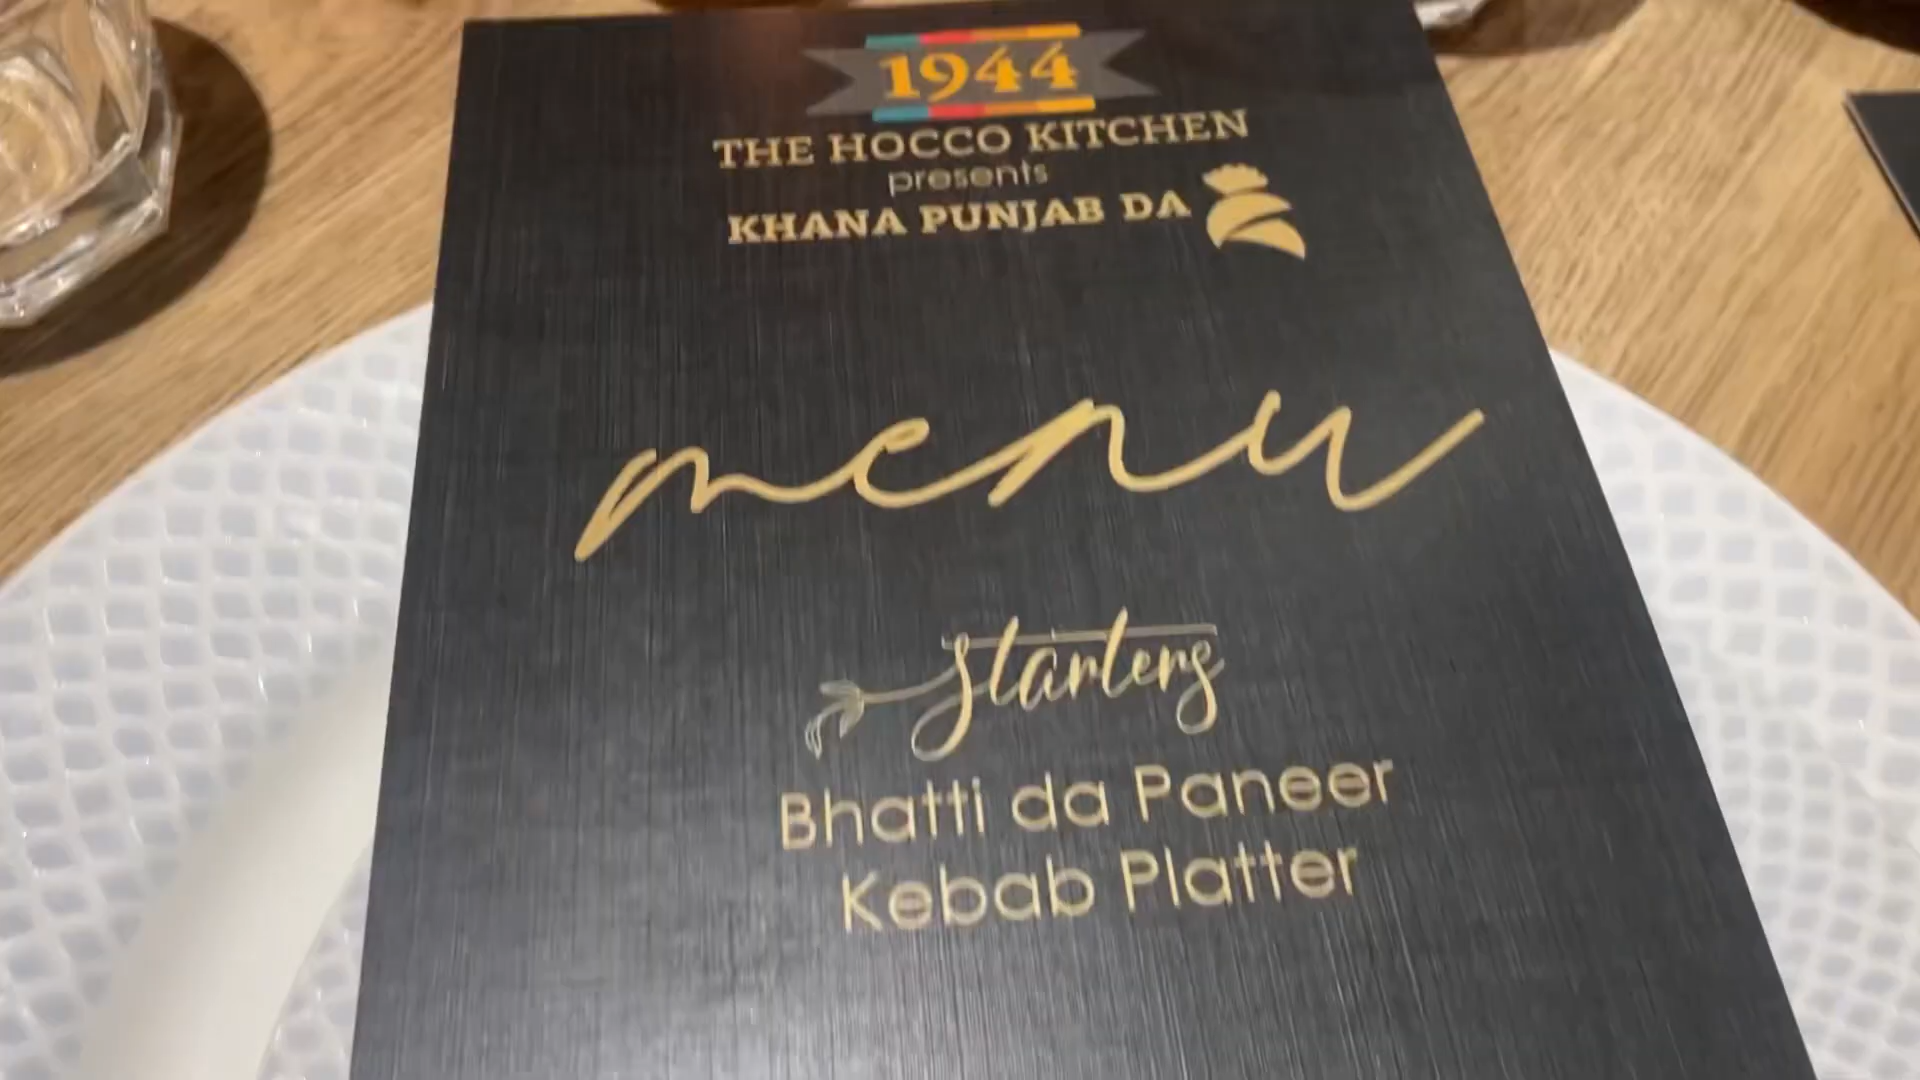 1944
THE HOCCO KITCHEN
presents
KHANA PUNJAB DA
menu
Starters
Bhatti da Paneer
Kebab Platter